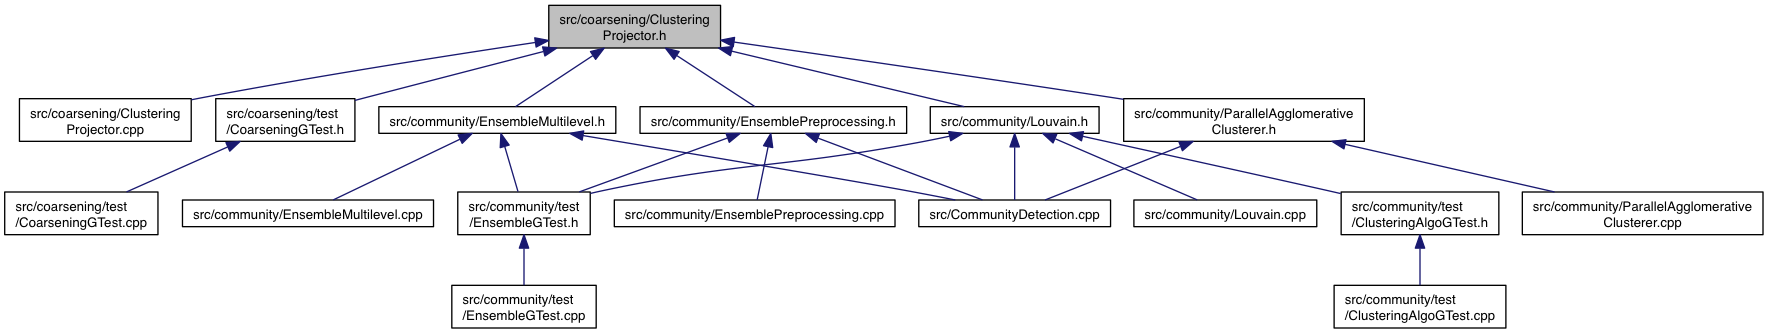 src/coarsening/Clustering
Projector.h
src/coarsening/Clustering
Projector.cpp
src/coarsening/test
/CoarseningGTest.h
src/community/EnsembleMultilevel.h
src/community/EnsemblePreprocessing.h
src/community/Louvain.h
src/community/ParallelAgglomerative
Clusterer.h
src/coarsening/test
/CoarseningGTest.cpp
src/community/EnsembleMultilevel.cpp
src/community/test
/EnsembleGTest.h
src/community/EnsemblePreprocessing.cpp
src/CommunityDetection.cpp
src/community/Louvain.cpp
src/community/test
/ClusteringAlgoGTest.h
src/community/ParallelAgglomerative
Clusterer.cpp
src/community/test
/EnsembleGTest.cpp
src/community/test
/ClusteringAlgoGTest.cpp